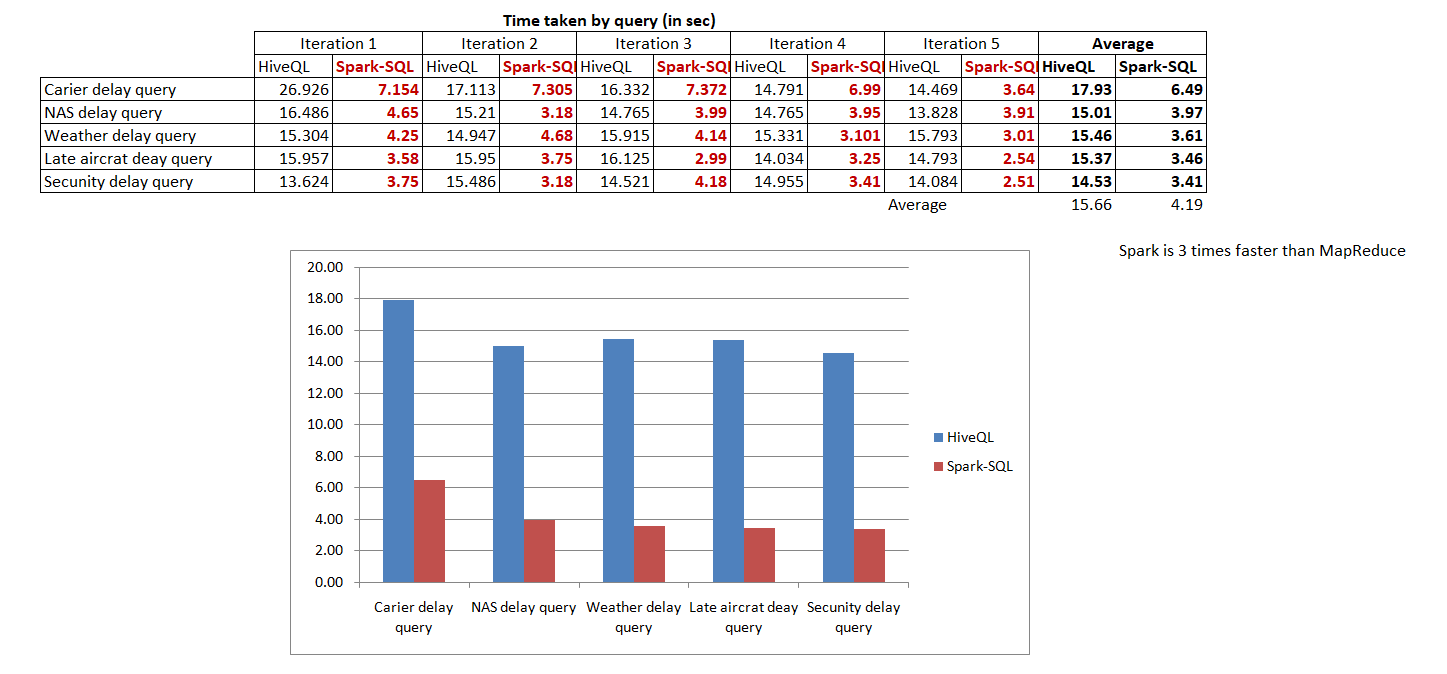 Time taken by query (in sec)
Iteration 1 Iteration 2 Iteration 3 Iteration 4 Iteration 5 Average
HiveQL Spark-SQL HiveQL Spark-SQl HiveQL Spark-SQl HiveQL Spark-SQl HiveQL Spark-SQl HiveQL Spark-SQL
Carier delay query 26.926 7.154 17.113 7.305 16.332 7.372 14.791 6.99 14.469 3.64 17.93 6.49
NAS delay query 16.486 4.65 15.21 3.18 14.765 3.99 14.765 3.95 13.828 3.91 15.01 3.97
Weather delay query 15.304 4.25 14.947 4.68 15.915 4.14 15.331 3.101 15.793 3.01 15.46 3.61
Late aircrat deay query 15.957 3.58 15.95 3.75 16.125 2.99 14.034 3.25 14.793 2.54 15.37 3.46
Secunity delay query 13.624 3.75 15.486 3.18 14.521 4.18 14.955 3.41 14.084 2.51 14.53 3.41
Average 15.66 4.19
Spark is 3 times faster than MapReduce
20.00
18.00
16.00
14.00
12.00
10.00
8.00
6.00
4.00
2.00
0.00
HiveQL
Spark-SQL
Carier delay query
NAS delay query
Weather delay query
Late aircrat deay query
Secunity delay query